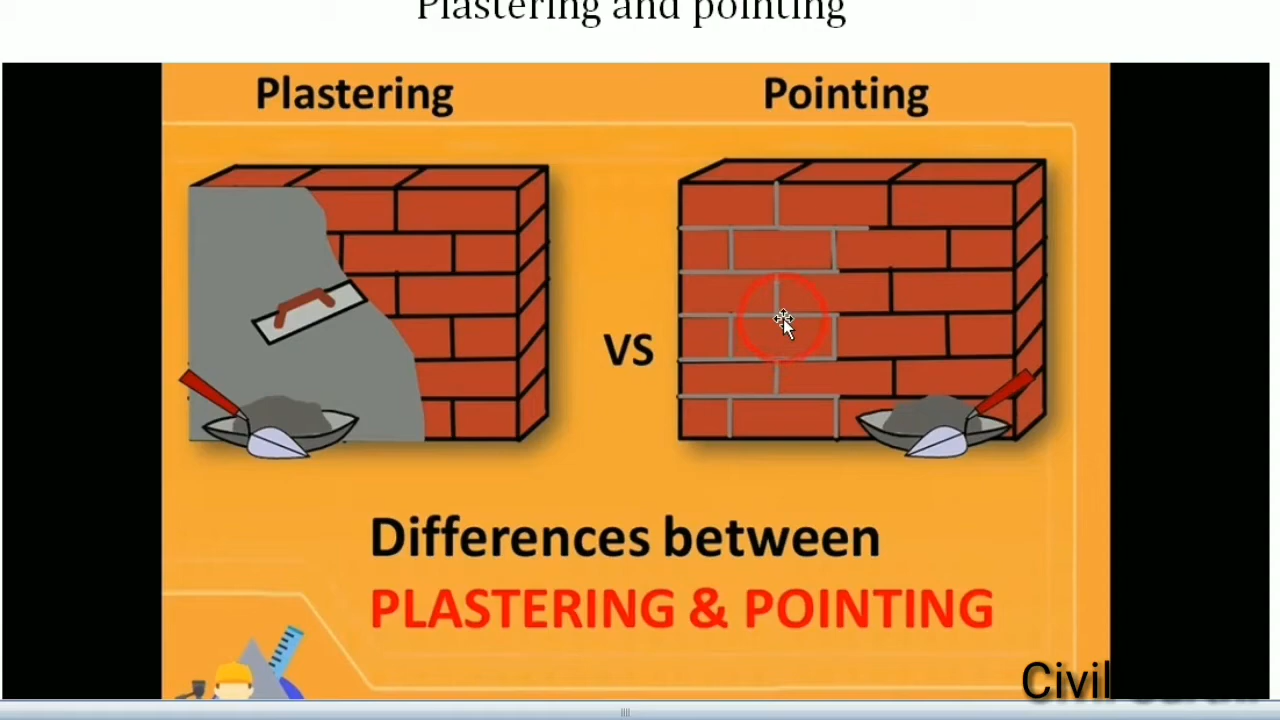 Plastering and pointing
Plastering
Pointing
VS
Differences between
PLASTERING & POINTING
Civil